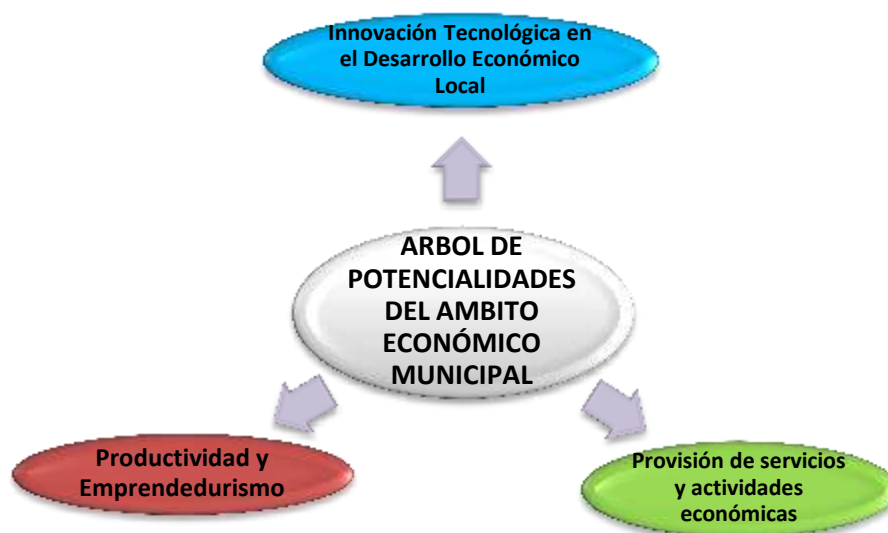 Innovación Tecnológica en
el Desarrollo Económico
Local
ARBOL DE
POTENCIALIDADES
DEL AMBITO
ECONÓMICO
MUNICIPAL
Productividad y
Emprendedurismo
Provisión de servicios
y actividades
económicas